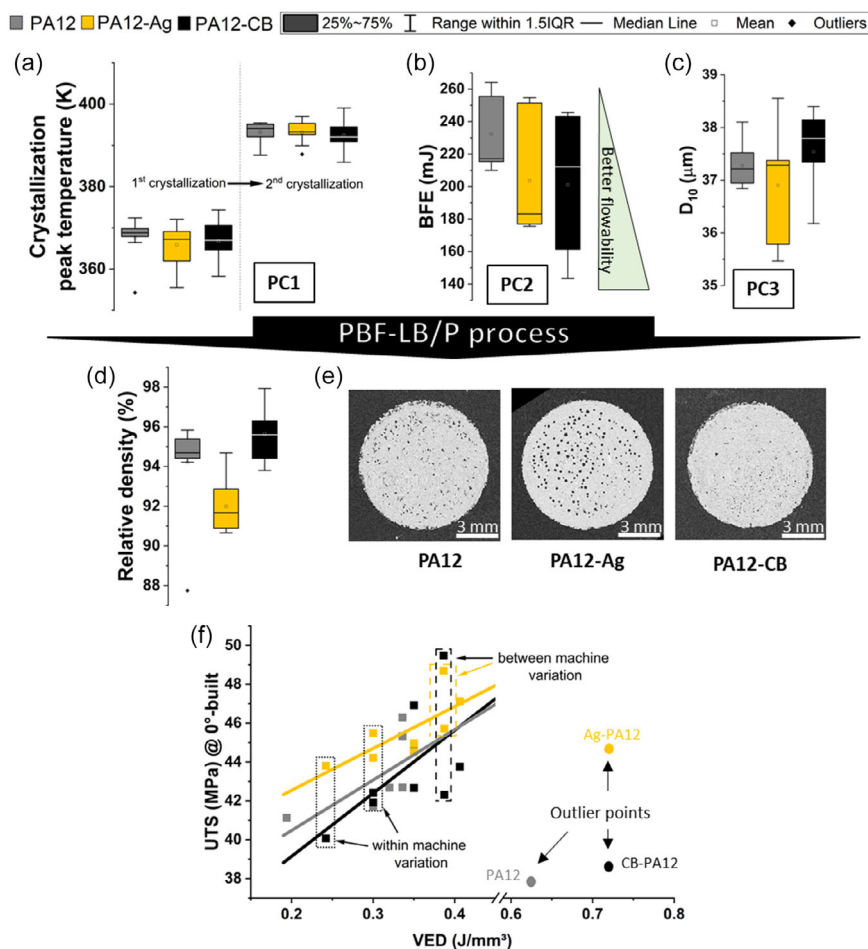 PA12 PA12-Ag PA12-CB 25%~75% Range within 1.5IQR Median Line Mean Outliers
(a)
Crystallization
peak temperature (K)
400
380
360
1st crystallization
2nd crystallization
PC1
(b)
BFE (mJ)
260
240
220
200
180
160
140
Better flowability
PC2
(c)
D10 (μm)
39
38
37
36
35
PC3
PBF-LB/P process
(d)
Relative density (%)
98
96
94
92
90
88
(e)
3 mm
3 mm
3 mm
PA12
PA12-Ag
PA12-CB
(f)
UTS (MPa) @ 0°-built
50
48
46
44
42
40
38
between machine
variation
within machine
variation
Ag-PA12
Outlier points
PA12
CB-PA12
0.2 0.3 0.4 0.6 0.7 0.8
VED (J/mm³)